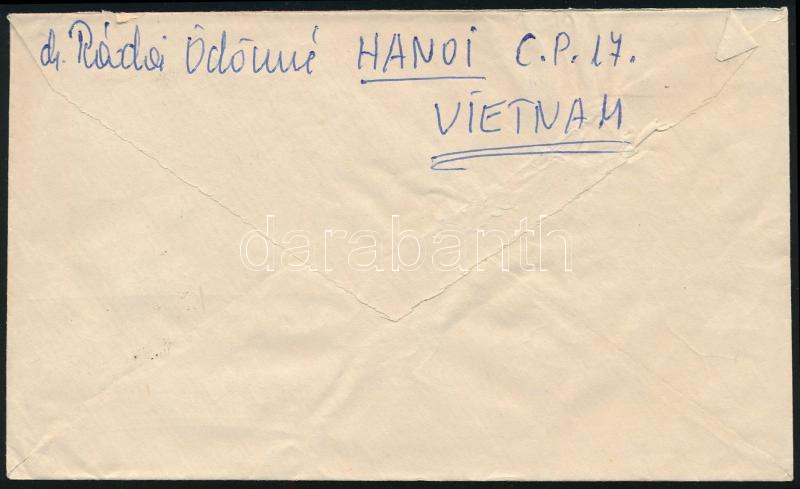 dr. Rádai Ödönné HANOI C.P. 17.
VIETNAM
darabanth